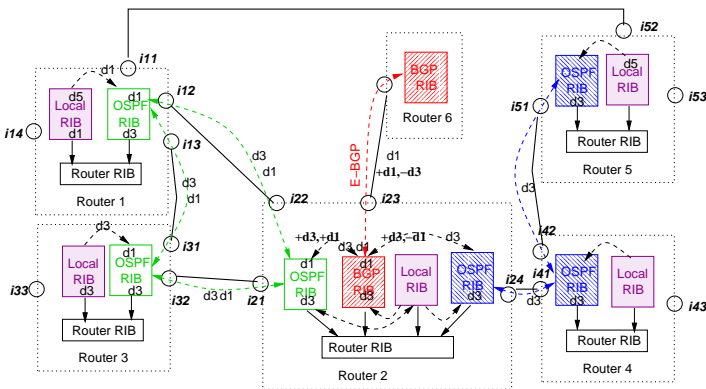 i11
i52
d1
d5
d1
Local
RIB
d1
OSPF
RIB
d3
Router RIB
Router 1
i14
i12
i13
d3
d1
d3
d1
BGP
RIB
Router 6
E-BGP
d1
+d1,-d3
i23
i22
i51
d5
OSPF
RIB
d3
Local
RIB
Router RIB
Router 5
i53
d3
i42
d3
Local
RIB
d3
d1
OSPF
RIB
d3
Router RIB
Router 3
i33
i31
i32
d3 d1
i21
+d3,+d1
d3 d1
+d3,-d1
d3
d1
OSPF
RIB
d3
d1
BGP
RIB
d3
Local
RIB
OSPF
RIB
d3
Router RIB
Router 2
i24
i41
d3
OSPF
RIB
d3
Local
RIB
Router RIB
Router 4
i43